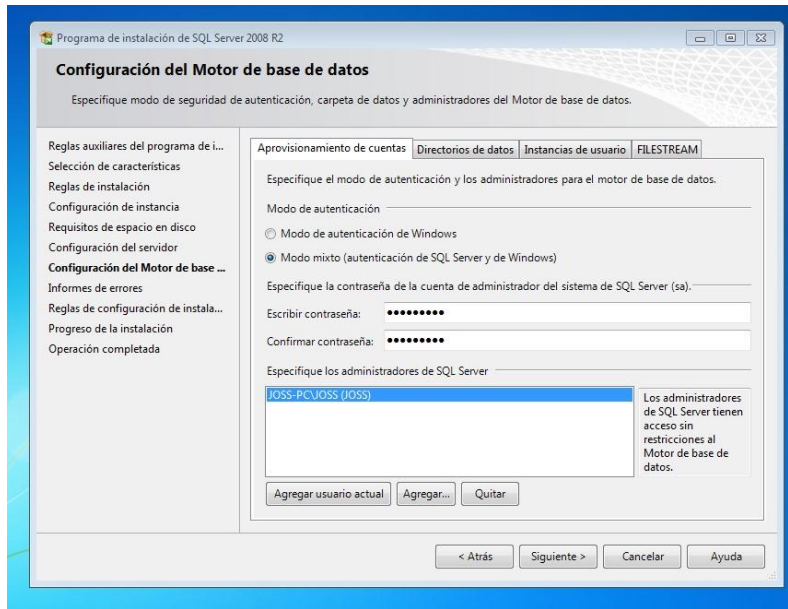 Programa de instalación de SQL Server 2008 R2
Configuración del Motor de base de datos
Especifique modo de seguridad de autenticación, carpeta de datos y administradores del Motor de base de datos.
Reglas auxiliares del programa de i...
Selección de características
Reglas de instalación
Configuración de instancia
Requisitos de espacio en disco
Configuración del servidor
Configuración del Motor de base ...
Informes de errores
Reglas de configuración de instala...
Progreso de la instalación
Operación completada
Aprovisionamiento de cuentas Directorios de datos Instancias de usuario FILESTREAM
Especifique el modo de autenticación y los administradores para el motor de base de datos.
Modo de autenticación
Modo de autenticación de Windows
Modo mixto (autenticación de SQL Server y de Windows)
Especifique la contraseña de la cuenta de administrador del sistema de SQL Server (sa).
Escribir contraseña: •••••••••
Confirmar contraseña: •••••••••
Especifique los administradores de SQL Server
JOSS-PC\JOSS (JOSS)
Los administradores
de SQL Server tienen
acceso sin
restricciones al
Motor de base de
datos.
Agregar usuario actual Agregar... Quitar
< Atrás Siguiente > Cancelar Ayuda